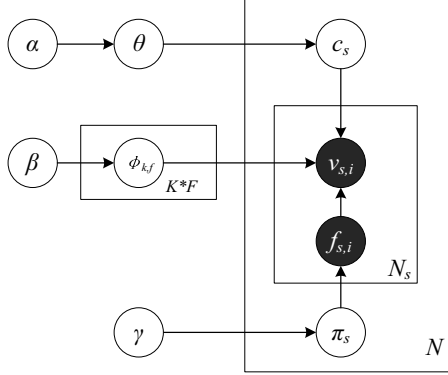 α θ c_s
β ϕ_{k,f} v_{s,i}
K*F
f_{s,i}
N_s
γ π_s N